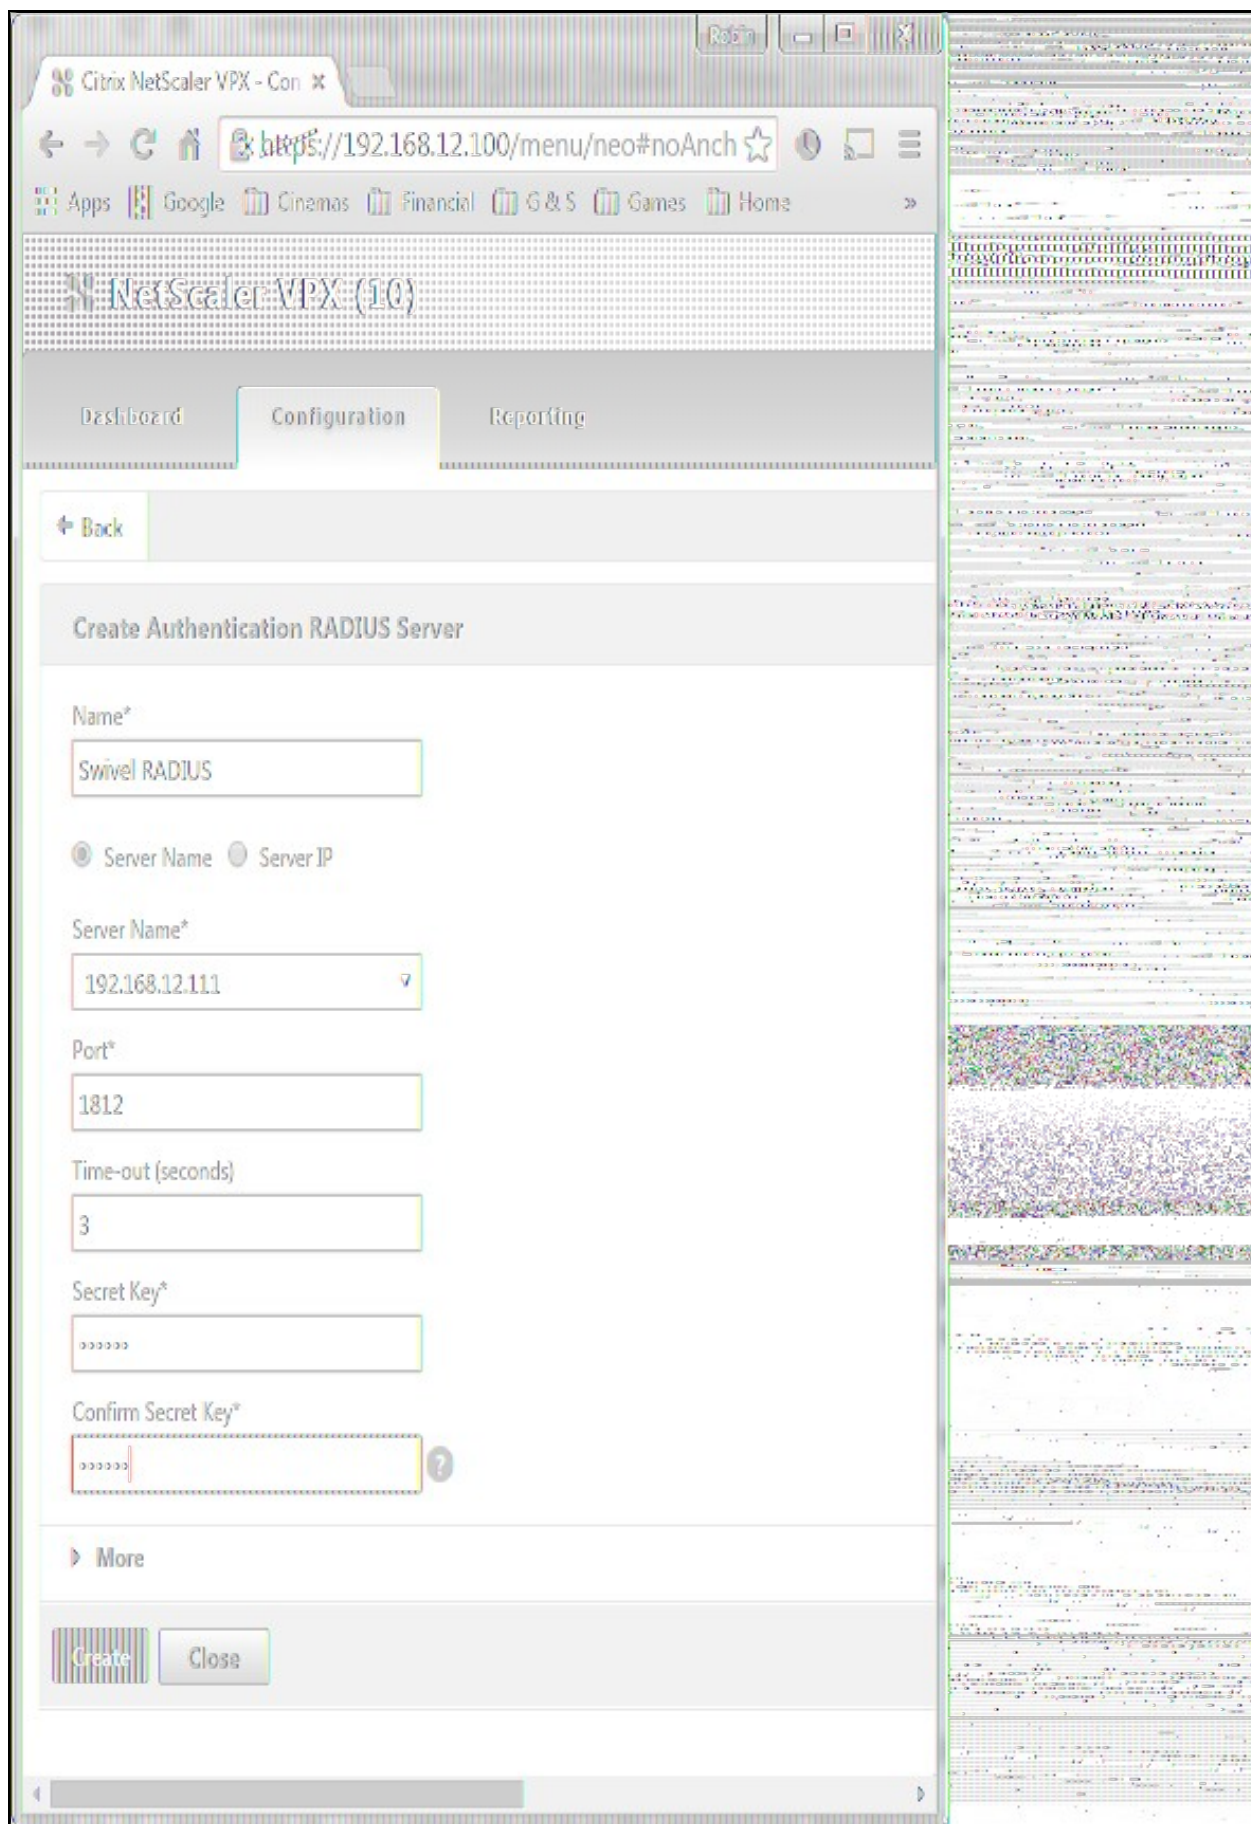 Robin
Citrix NetScaler VPX - Con
https://192.168.12.100/menu/neo#noAnch
Apps Google Cinemas Financial G & S Games Home »
NetScaler VPX (10)
Dashboard Configuration Reporting
Back
Create Authentication RADIUS Server
Name*
Swivel RADIUS
Server Name Server IP
Server Name*
192.168.12.111
Port*
1812
Time-out (seconds)
3
Secret Key*
Confirm Secret Key*
?
More
Create Close